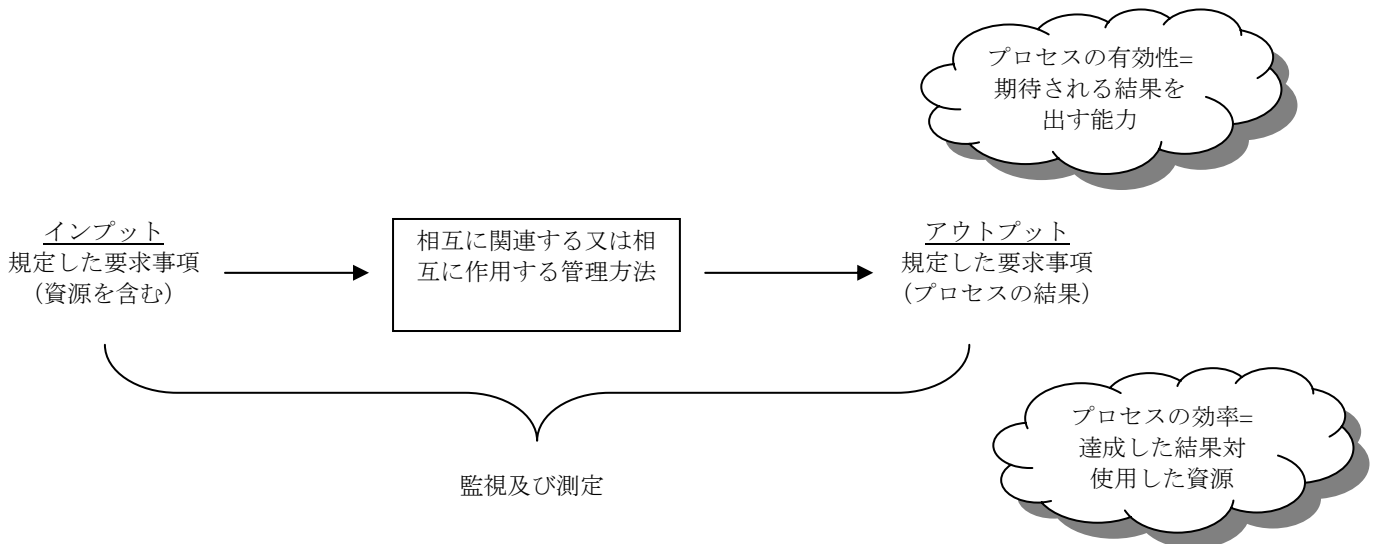 プロセスの有効性=
期待される結果を
出す能力
インプット
規定した要求事項
（資源を含む）
相互に関連する又は相
互に作用する管理方法
アウトプット
規定した要求事項
（プロセスの結果）
監視及び測定
プロセスの効率=
達成した結果対
使用した資源